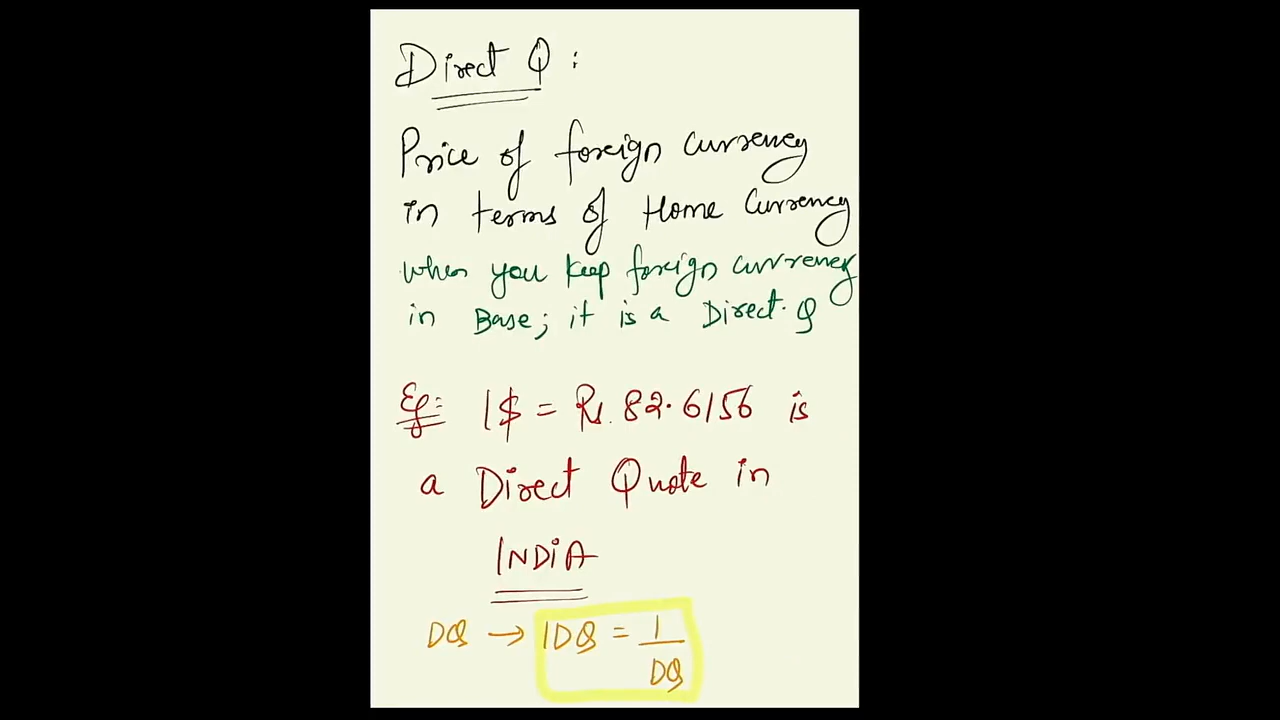 Direct Q :
Price of foreign currency
in terms of Home Currency
when you keep foreign currency
in Base; it is a Direct. Q
Eg: 1$ = Rs. 82.6156 is
a Direct Quote in
INDIA
DQ → IDQ = 1/DQ